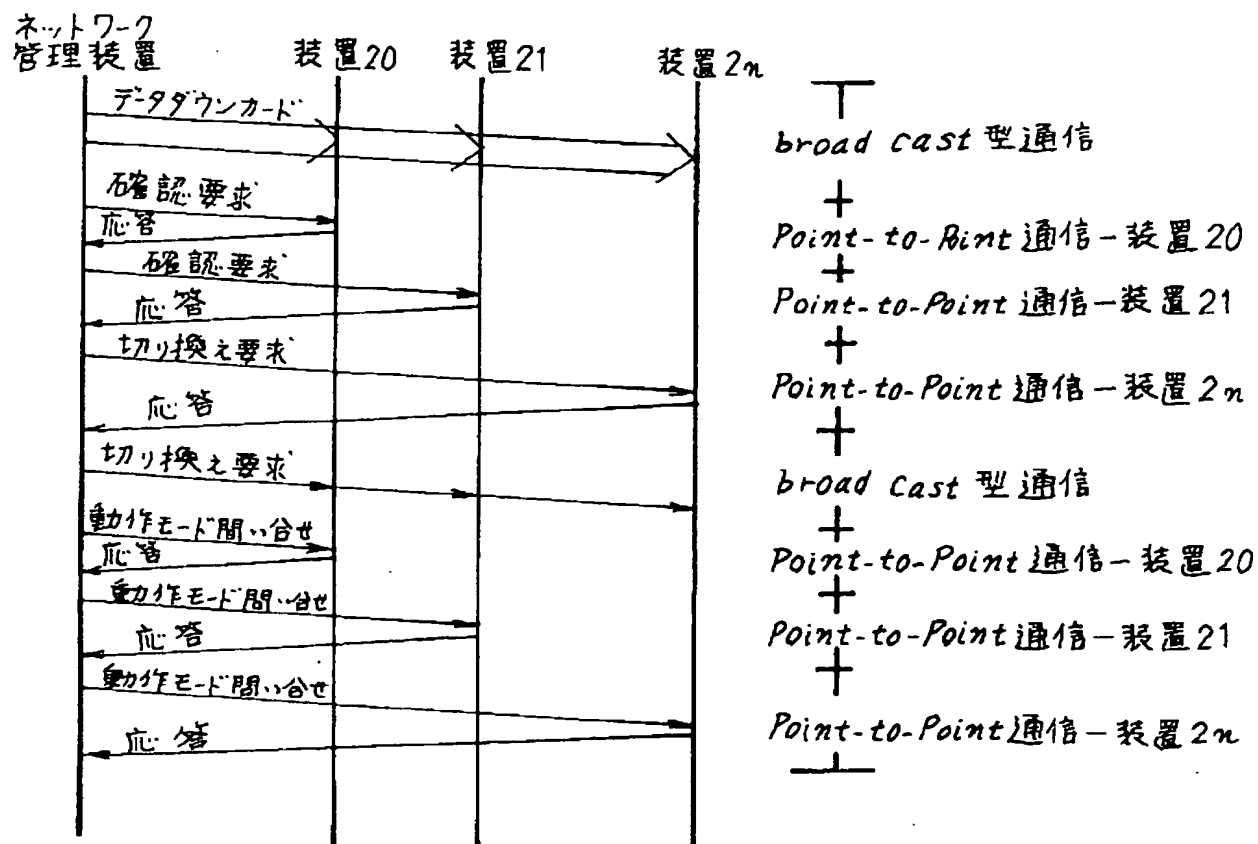 ネットワーク
管理装置
装置20
装置21
装置2n
データダウンカード
broad cast 型通信
確認要求
応答
Point-to-Rint 通信-装置20
確認要求
応答
Point-to-Point 通信-装置21
切り換え要求
応答
Point-to-Point 通信-装置2n
切り換え要求
broad cast 型通信
動作モード問い合せ
応答
Point-to-Point 通信-装置20
動作モード問い合せ
応答
Point-to-Point 通信-装置21
動作モード問い合せ
応答
Point-to-Point通信-装置2n